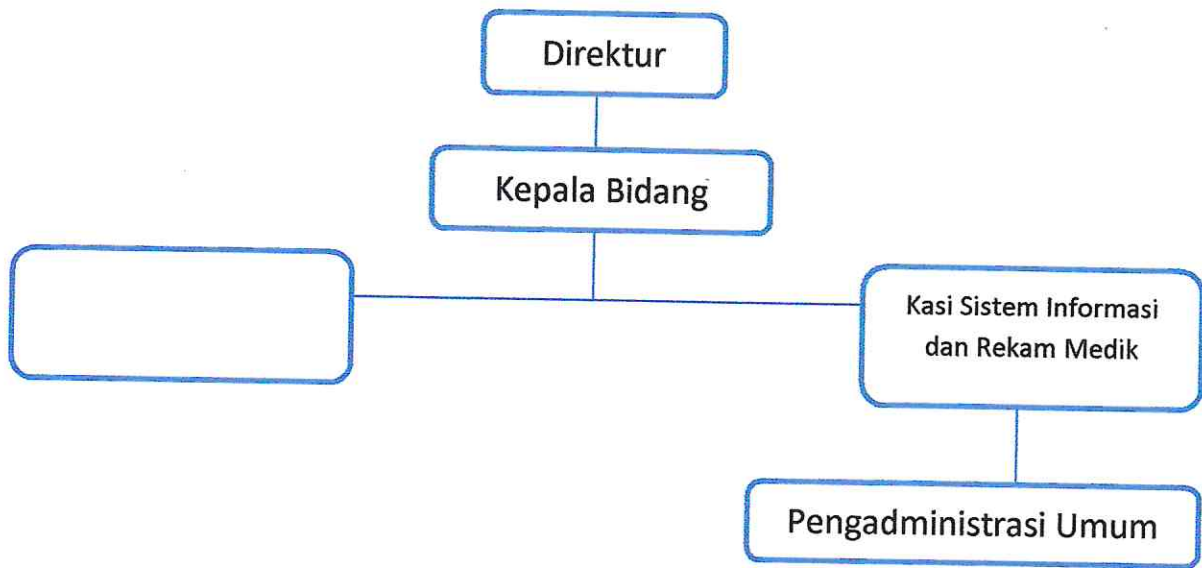 Direktur
Kepala Bidang
Kasi Sistem Informasi
dan Rekam Medik
Pengadministrasi Umum